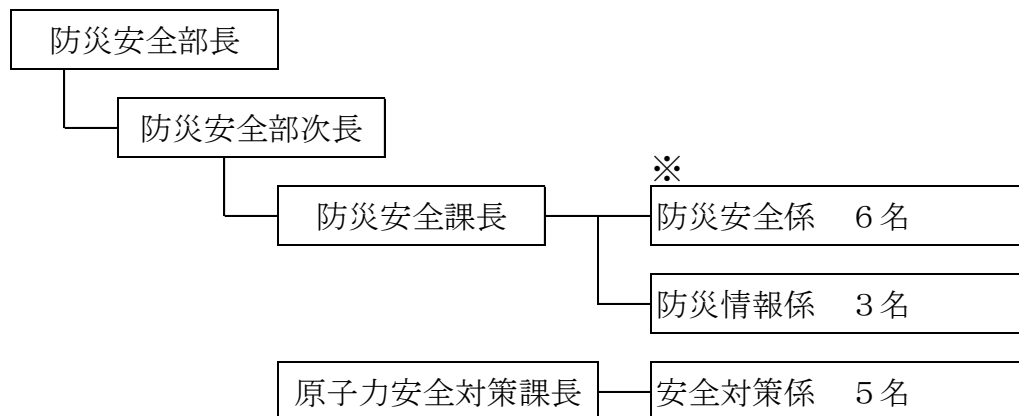 防災安全部長
防災安全部次長
※
防災安全課長
防災安全係　６名
防災情報係　３名
原子力安全対策課長
安全対策係　５名